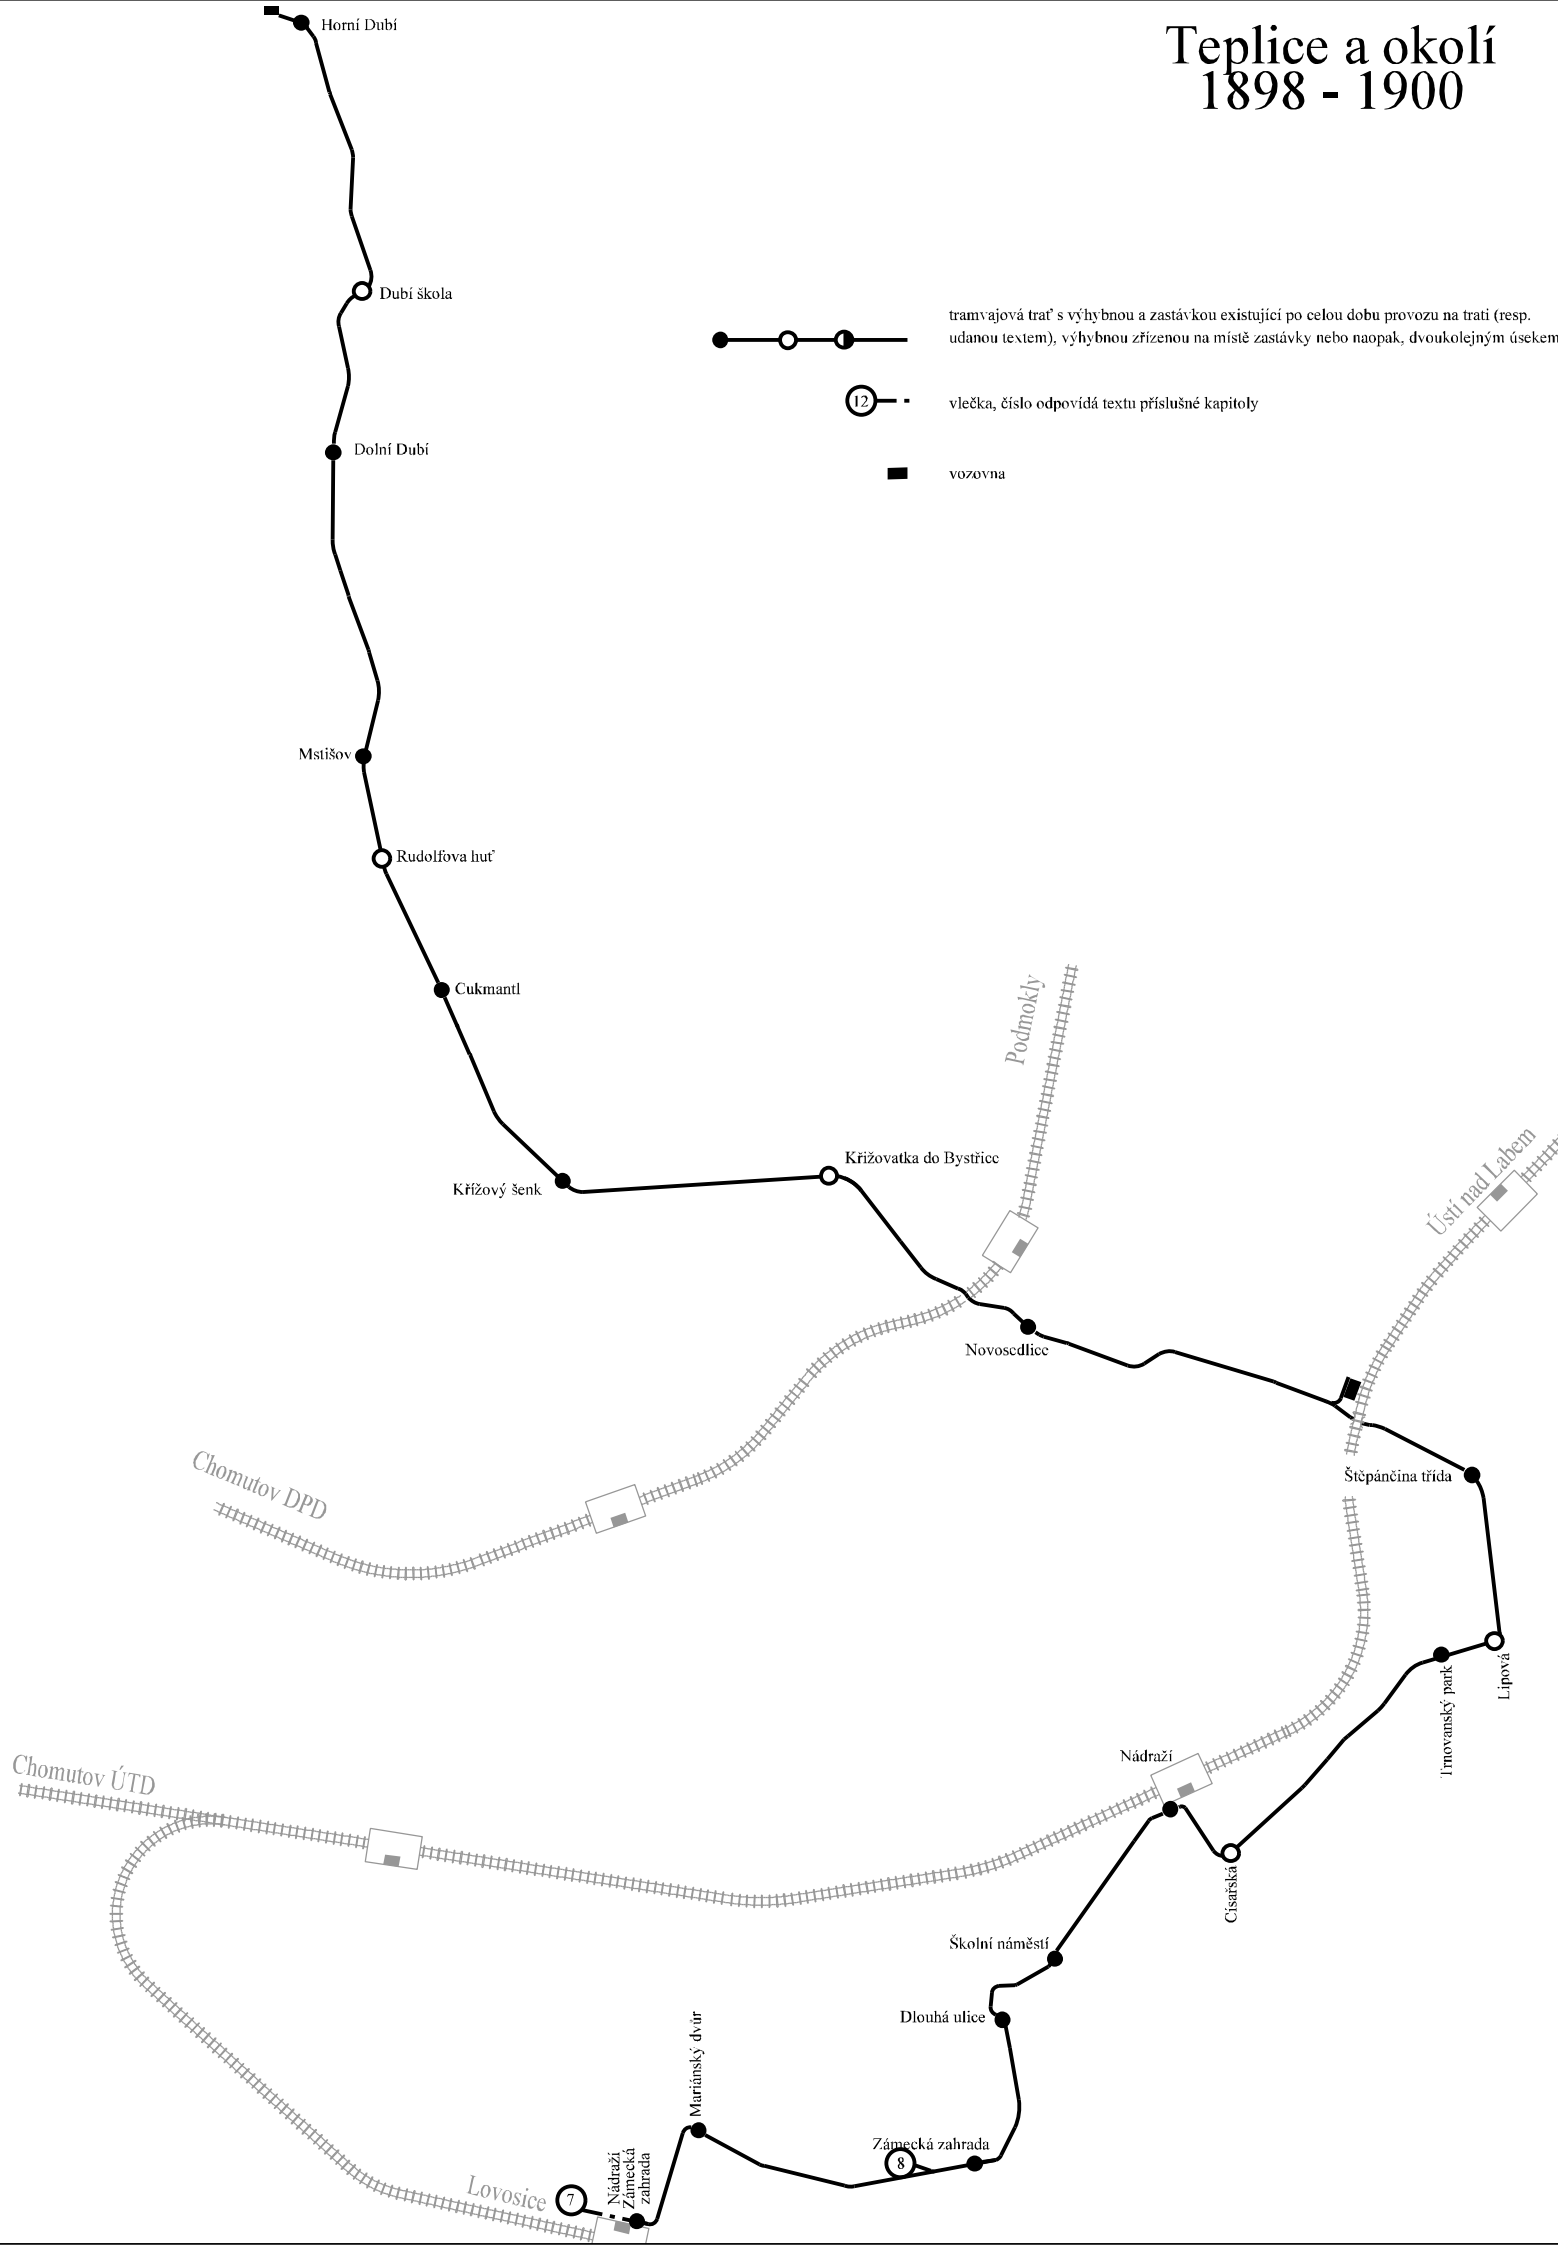 Teplice a okolí
1898 - 1900
Horní Dubí
Dubí škola
tramvajová trať s výhybnou a zastávkou existující po celou dobu provozu na trati (resp.
udanou textem), výhybnou zřízenou na místě zastávky nebo naopak, dvoukolejným úsekem
12
vlečka, číslo odpovídá textu příslušné kapitoly
vozovna
Dolní Dubí
Mstišov
Rudolfova huť
Cukmantl
Podmokly
Křižovatka do Bystřice
Křížový šenk
Ústí nad Labem
Novosedlice
Chomutov DPD
Štěpánčina třída
Lipová
Trnovanský park
Nádraží
Chomutov ÚTD
Císařská
Školní náměstí
Dlouhá ulice
Mariánský dvůr
Zámecká zahrada
8
Nádraží
Zámecká
zahrada
Lovosice
7